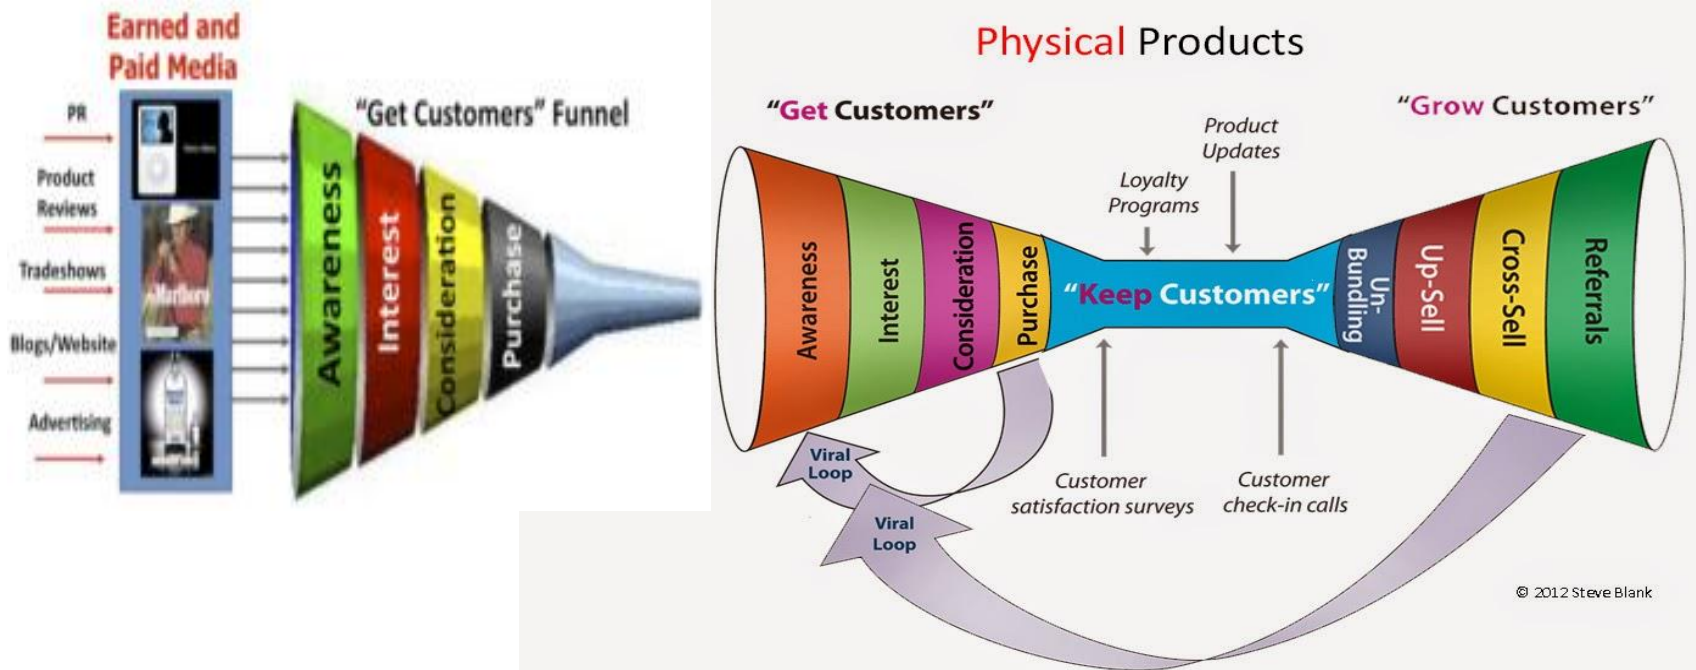 Earned and
Paid Media
PR
Product
Reviews
Tradeshows
Blogs/Website
Advertising
Marlboro
"Get Customers" Funnel
Awareness
Interest
Consideration
Purchase
Physical Products
"Get Customers"
"Grow Customers"
Product
Updates
Loyalty
Programs
Awareness
Interest
Consideration
Purchase
"Keep Customers"
Un-
Bundling
Up-Sell
Cross-Sell
Referrals
Viral
Loop
Customer
satisfaction surveys
Customer
check-in calls
Viral
Loop
© 2012 Steve Blank